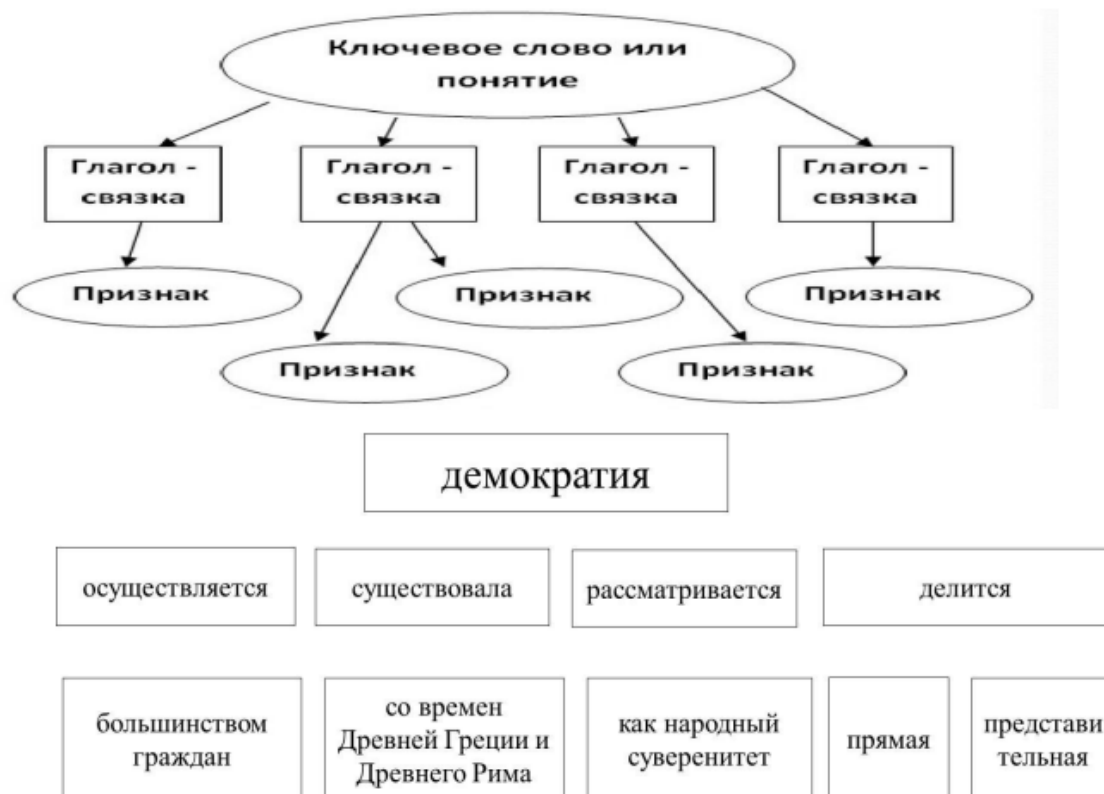 Ключевое слово или
понятие
Глагол -
связка
Глагол -
связка
Глагол -
связка
Глагол -
связка
Признак
Признак
Признак
Признак
Признак
демократия
осуществляется
существовала
рассматривается
делится
большинством
граждан
со времен
Древней Греции и
Древнего Рима
как народный
суверенитет
прямая
представи
тельная